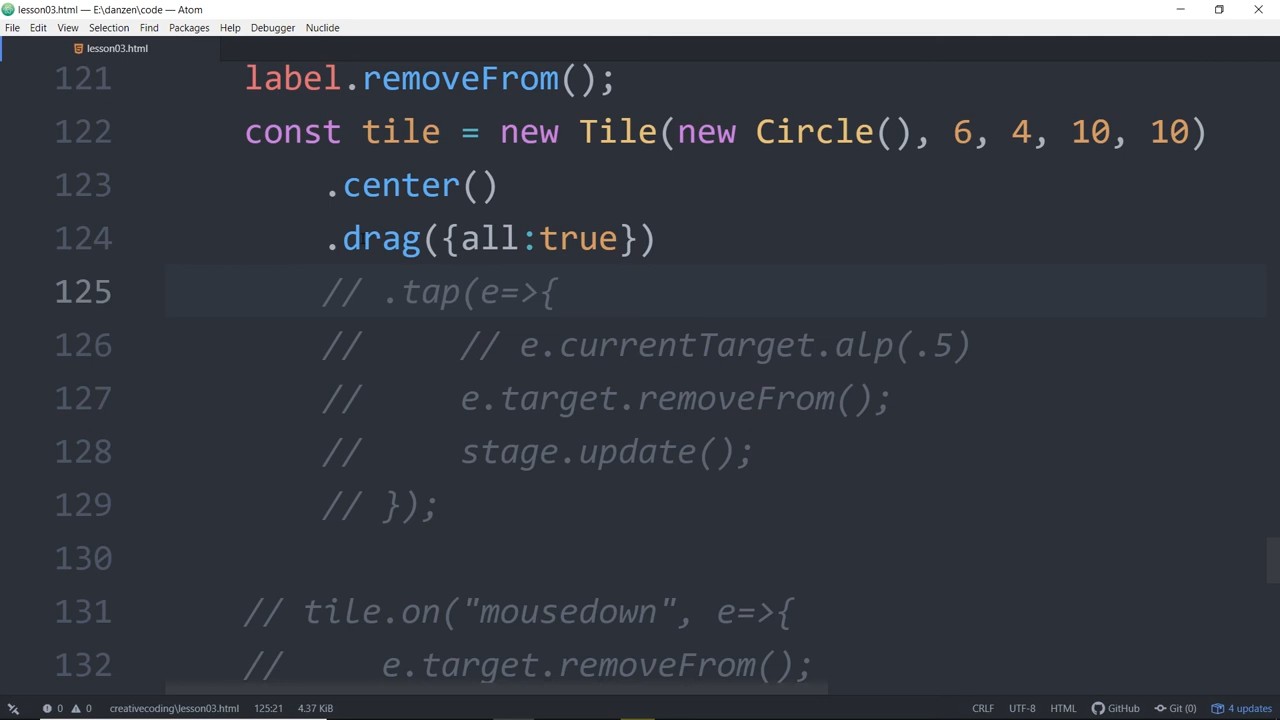 lesson03.html — E:\danzen\code — Atom
File Edit View Selection Find Packages Help Debugger Nuclide
lesson03.html
121 label.removeFrom();
122 const tile = new Tile(new Circle(), 6, 4, 10, 10)
123 .center()
124 .drag({all:true})
125 // .tap(e=>{
126 // // e.currentTarget.alp(.5)
127 // e.target.removeFrom();
128 // stage.update();
129 // });
130
131 // tile.on("mousedown", e=>{
132 // e.target.removeFrom();
0 0 creativecoding\lesson03.html 125:21 4.37 KiB CRLF UTF-8 HTML GitHub Git (0) 4 updates